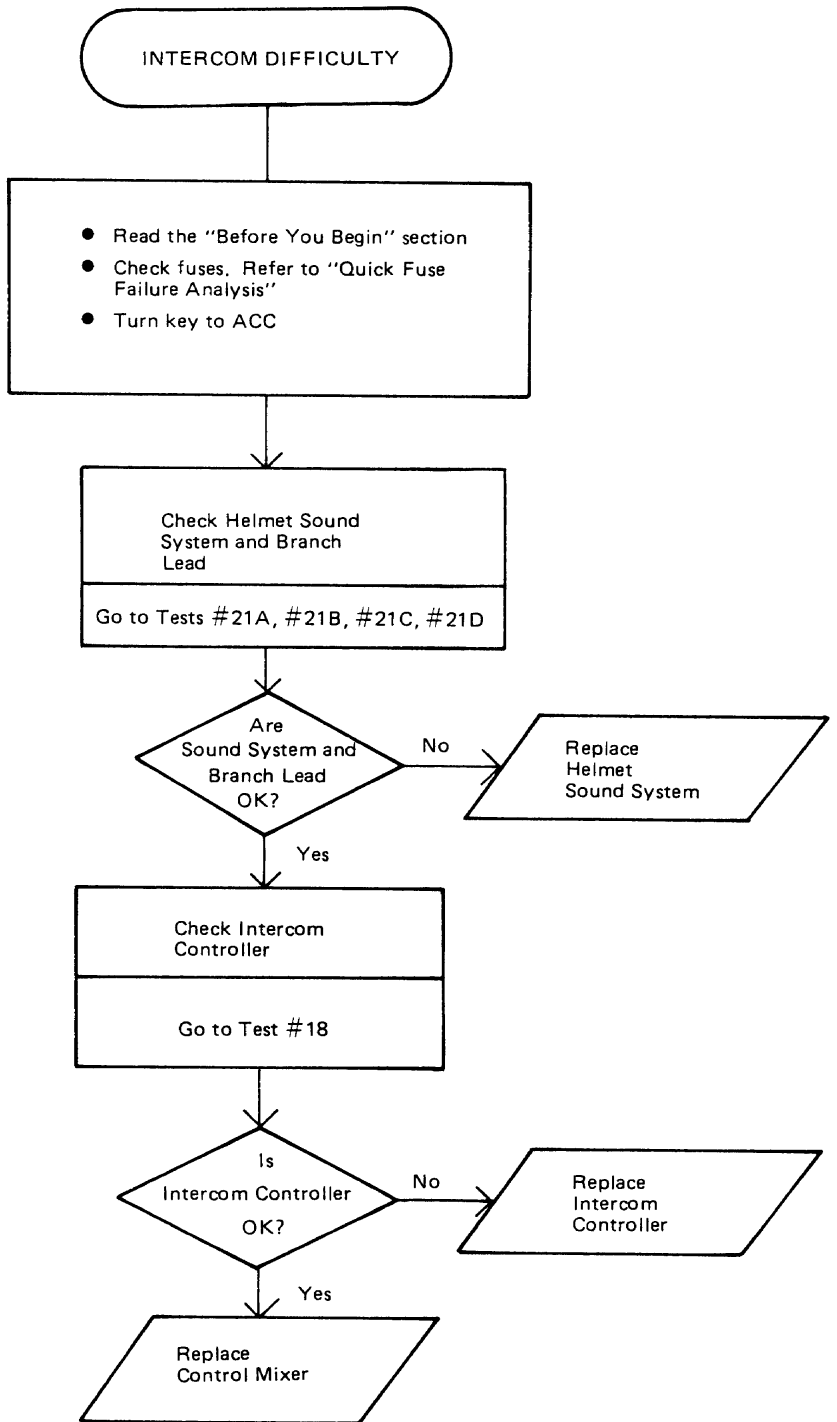 INTERCOM DIFFICULTY
● Read the "Before You Begin" section
● Check fuses. Refer to "Quick Fuse
Failure Analysis"
● Turn key to ACC
Check Helmet Sound
System and Branch
Lead
Go to Tests #21A, #21B, #21C, #21D
Are
Sound System and
Branch Lead
OK?
No
Replace
Helmet
Sound System
Yes
Check Intercom
Controller
Go to Test #18
Is
Intercom Controller
OK?
No
Replace
Intercom
Controller
Yes
Replace
Control Mixer